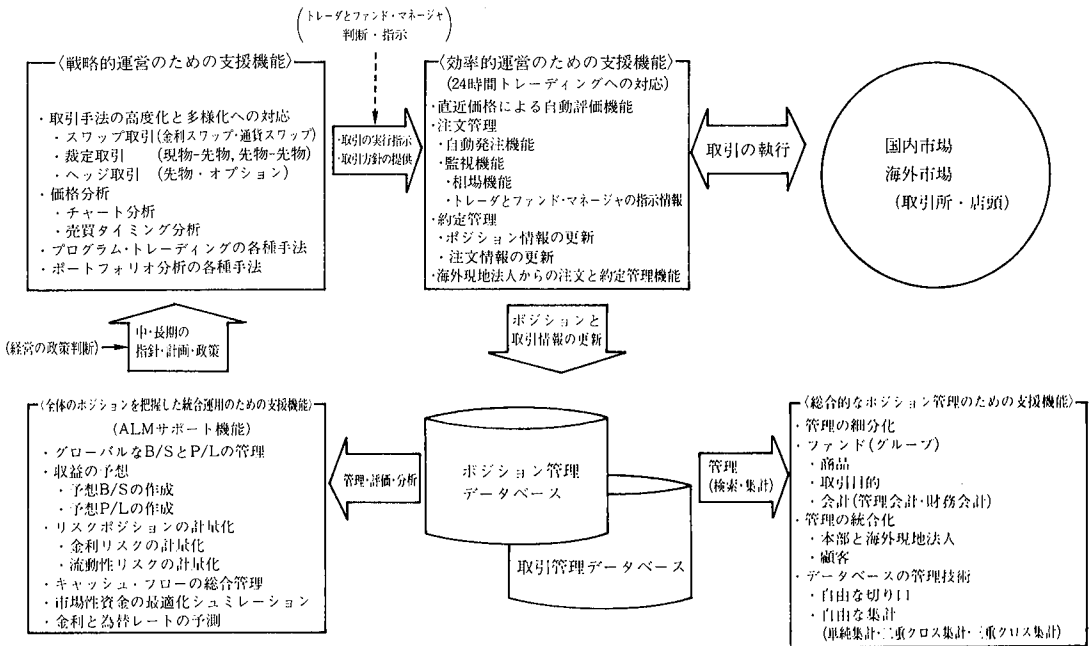 (トレーダとファンド・マネージャ
判断・指示)
〈戦略的運営のための支援機能〉
・取引手法の高度化と多様化への対応
・スワップ取引(金利スワップ・通貨スワップ)
・裁定取引 (現物-先物, 先物-先物)
・ヘッジ取引 (先物・オプション)
・価格分析
・チャート分析
・売買タイミング分析
・プログラム・トレーディングの各種手法
・ポートフォリオ分析の各種手法
・取引の実行指示
・取引方針の提供
〈効率的運営のための支援機能〉
(24時間トレーディングへの対応)
・直近価格による自動評価機能
・注文管理
・自動発注機能
・監視機能
・相場機能
・トレーダとファンド・マネージャの指示情報
・約定管理
・ポジション情報の更新
・注文情報の更新
・海外現地法人からの注文と約定管理機能
取引の執行
国内市場
海外市場
(取引所・店頭)
(経営の政策判断)
中・長期の
指針・計画・政策
ポジションと
取引情報の更新
〈全体のポジションを把握した統合運用のための支援機能〉
(ALMサポート機能)
・グローバルなB/SとP/Lの管理
・収益の予想
・予想B/Sの作成
・予想P/Lの作成
・リスクポジションの計量化
・金利リスクの計量化
・流動性リスクの計量化
・キャッシュ・フローの総合管理
・市場性資金の最適化シュミレーション
・金利と為替レートの予測
管理・評価・分析
ポジション管理
データベース
取引管理データベース
管理
(検索・集計)
〈総合的なポジション管理のための支援機能〉
・管理の細分化
・ファンド(グループ)
・商品
・取引目的
・会計(管理会計・財務会計)
・管理の統合化
・本部と海外現地法人
・顧客
・データベースの管理技術
・自由な切り口
・自由な集計
(単純集計・二重クロス集計・三重クロス集計)